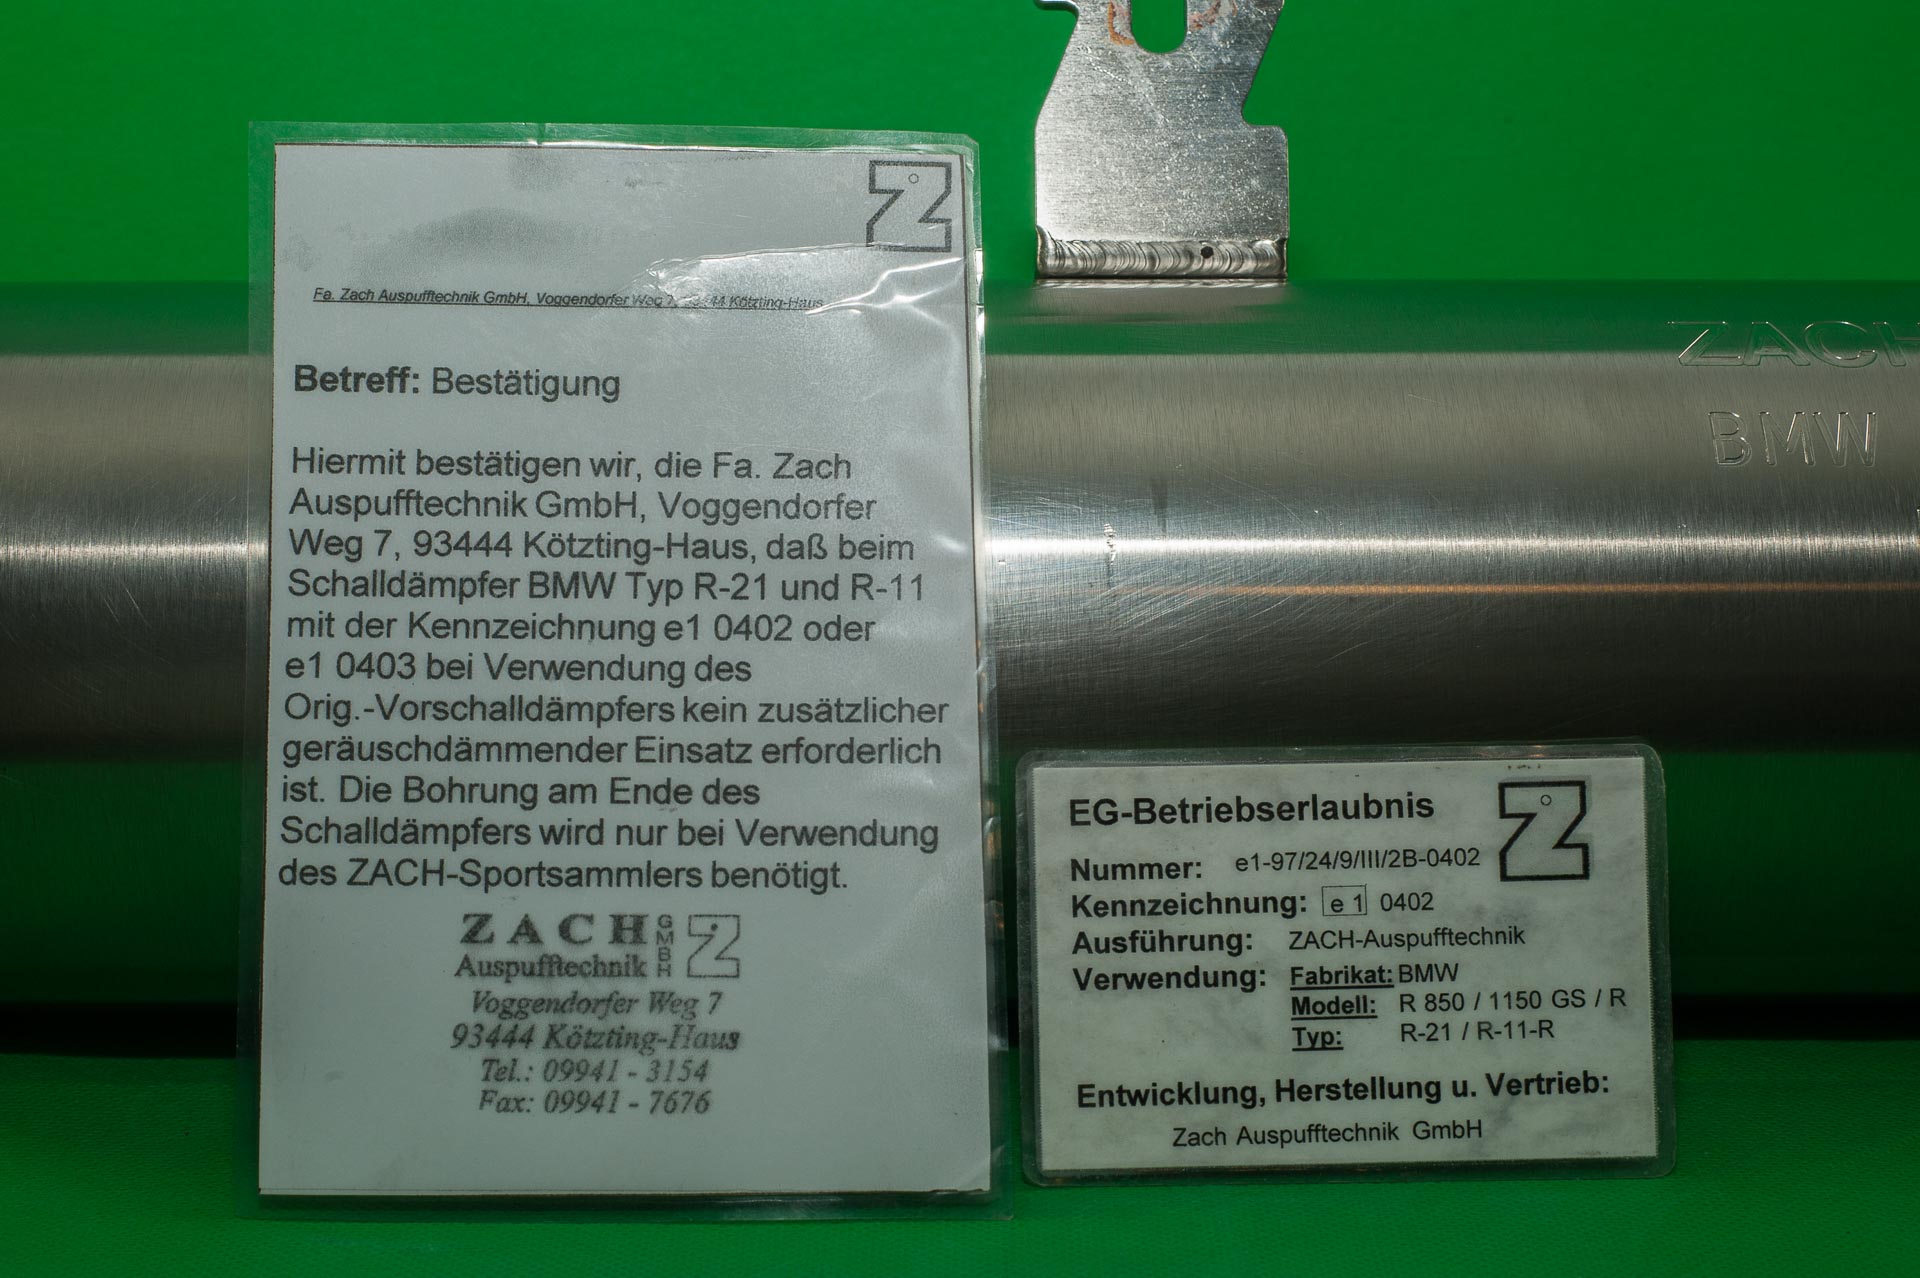 Z
Fa. Zach Auspufftechnik GmbH, Voggendorfer Weg 7, 93444 Kötzting-Haus
Betreff: Bestätigung
Hiermit bestätigen wir, die Fa. Zach
Auspufftechnik GmbH, Voggendorfer
Weg 7, 93444 Kötzting-Haus, daß beim
Schalldämpfer BMW Typ R-21 und R-11
mit der Kennzeichnung e1 0402 oder
e1 0403 bei Verwendung des
Orig.-Vorschalldämpfers kein zusätzlicher
geräuschdämmender Einsatz erforderlich
ist. Die Bohrung am Ende des
Schalldämpfers wird nur bei Verwendung
des ZACH-Sportsammlers benötigt.
ZACH GMBH Z
Auspufftechnik
Voggendorfer Weg 7
93444 Kötzting-Haus
Tel.: 09941 - 3154
Fax: 09941 - 7676
ZACH
BMW
EG-Betriebserlaubnis Z
Nummer: e1-97/24/9/III/2B-0402
Kennzeichnung: e 1 0402
Ausführung: ZACH-Auspufftechnik
Verwendung: Fabrikat: BMW
Modell: R 850 / 1150 GS / R
Typ: R-21 / R-11-R
Entwicklung, Herstellung u. Vertrieb:
Zach Auspufftechnik GmbH